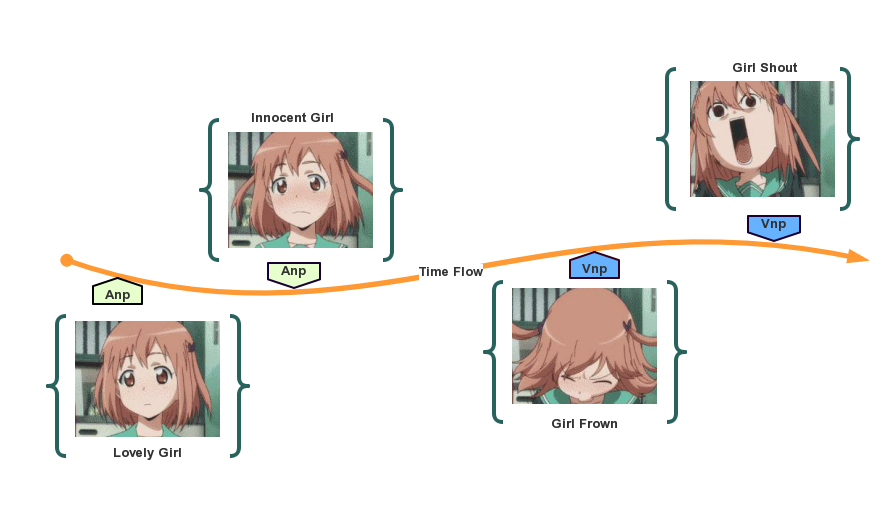 Girl Shout
Innocent Girl
Vnp
Anp
Time Flow
Vnp
Anp
Girl Frown
Lovely Girl